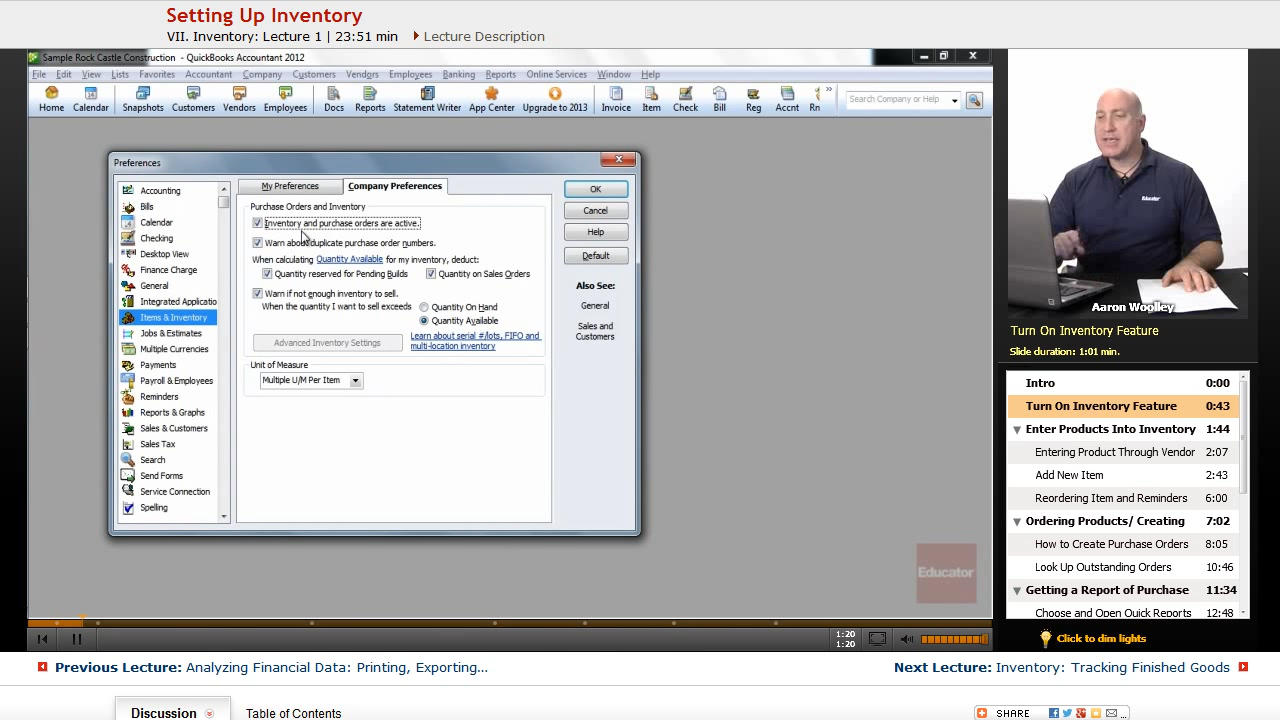 Setting Up Inventory
VII. Inventory: Lecture 1 | 23:51 min
Lecture Description
Sample Rock Castle Construction - QuickBooks Accountant 2012
File Edit View Lists Favorites Accountant Company Customers Vendors Employees Banking Reports Online Services Window Help
Home Calendar Snapshots Customers Vendors Employees Docs Reports Statement Writer App Center Upgrade to 2013 Invoice Item Check Bill Reg Accnt Rn
Search Company or Help
Preferences
Accounting
Bills
Calendar
Checking
Desktop View
Finance Charge
General
Integrated Applicatio
Items & Inventory
Jobs & Estimates
Multiple Currencies
Payments
Payroll & Employees
Reminders
Reports & Graphs
Sales & Customers
Sales Tax
Search
Send Forms
Service Connection
Spelling
My Preferences
Company Preferences
Purchase Orders and Inventory
Inventory and purchase orders are active.
Warn about duplicate purchase order numbers.
When calculating Quantity Available for my inventory, deduct:
Quantity reserved for Pending Builds
Quantity on Sales Orders
Warn if not enough inventory to sell.
When the quantity I want to sell exceeds
Quantity On Hand
Quantity Available
Advanced Inventory Settings
Learn about serial #/lots, FIFO and
multi-location inventory
Unit of Measure
Multiple U/M Per Item
OK
Cancel
Help
Default
Also See:
General
Sales and
Customers
Educator
Educator
Aaron Woolley
Turn On Inventory Feature
Slide duration: 1:01 min.
Intro 0:00
Turn On Inventory Feature 0:43
Enter Products Into Inventory 1:44
Entering Product Through Vendor 2:07
Add New Item 2:43
Reordering Item and Reminders 6:00
Ordering Products/ Creating 7:02
How to Create Purchase Orders 8:05
Look Up Outstanding Orders 10:46
Getting a Report of Purchase 11:34
Choose and Open Quick Reports 12:48
1:20
1:20
Click to dim lights
Previous Lecture: Analyzing Financial Data: Printing, Exporting...
Next Lecture: Inventory: Tracking Finished Goods
Discussion
Table of Contents
SHARE